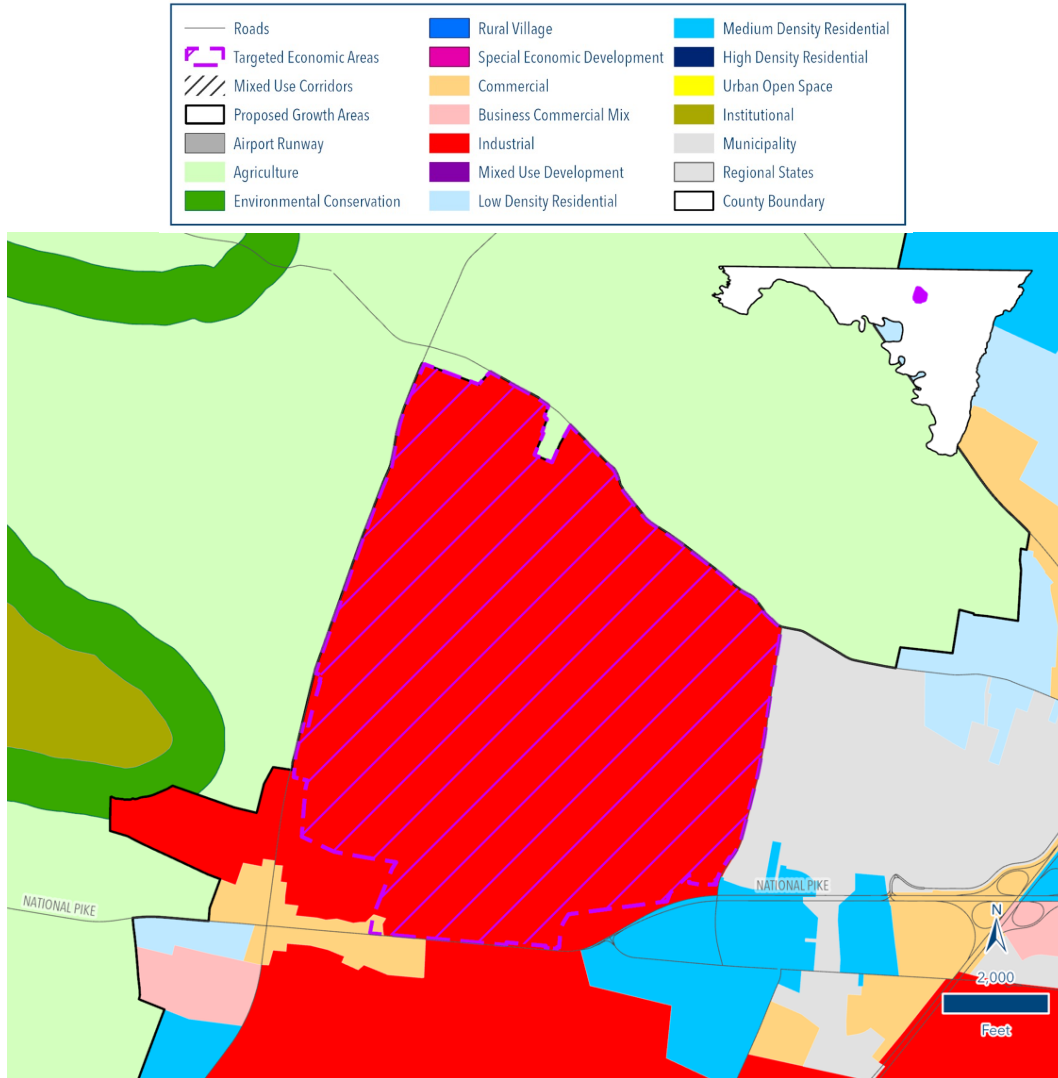 Roads
Targeted Economic Areas
Mixed Use Corridors
Proposed Growth Areas
Airport Runway
Agriculture
Environmental Conservation
Rural Village
Special Economic Development
Commercial
Business Commercial Mix
Industrial
Mixed Use Development
Low Density Residential
Medium Density Residential
High Density Residential
Urban Open Space
Institutional
Municipality
Regional States
County Boundary
NATIONAL PIKE
NATIONAL PIKE
N
2,000
Feet